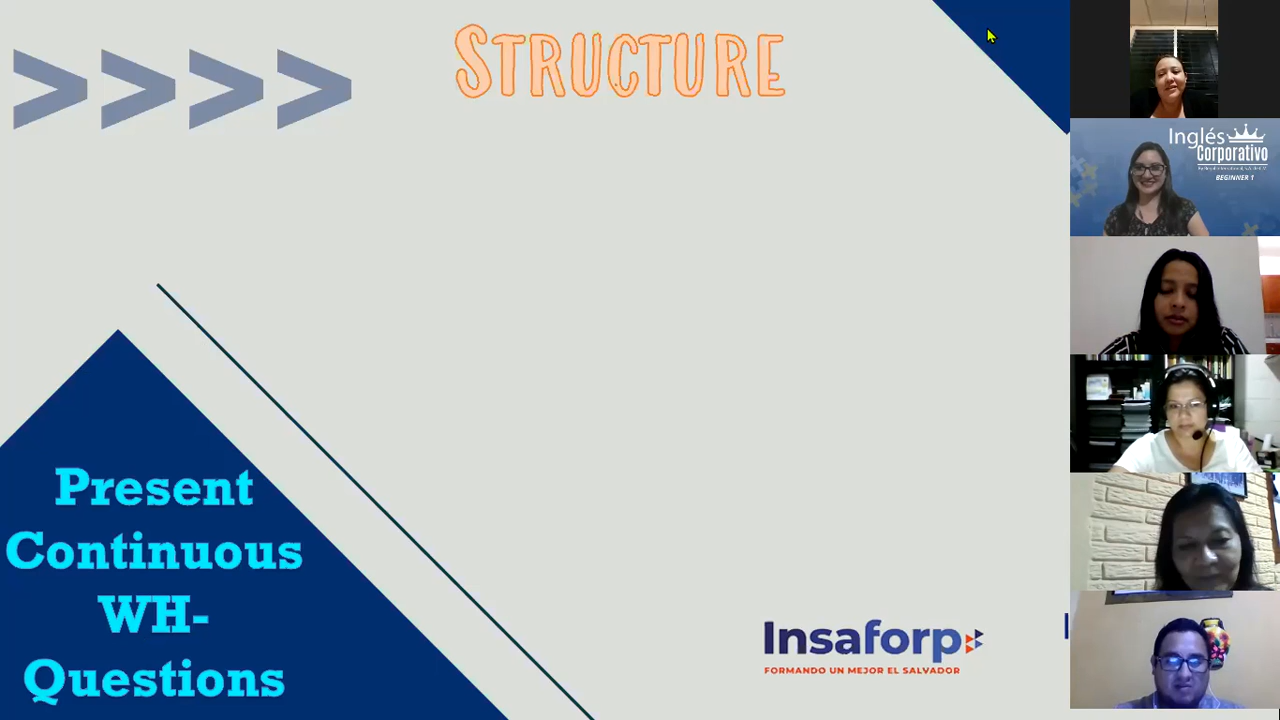 STRUCTURE
Present
Continuous
WH-
Questions
Insaforp
FORMANDO UN MEJOR EL SALVADOR
Inglés
Corporativo
BEGINNER 1